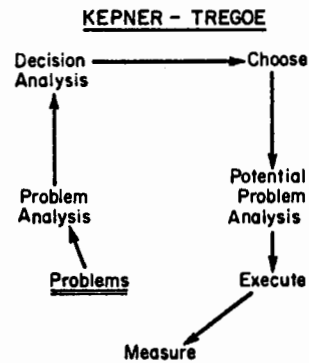 KEPNER - TREGOE
Decision
Analysis
Choose
Problem
Analysis
Potential
Problem
Analysis
Problems
Execute
Measure